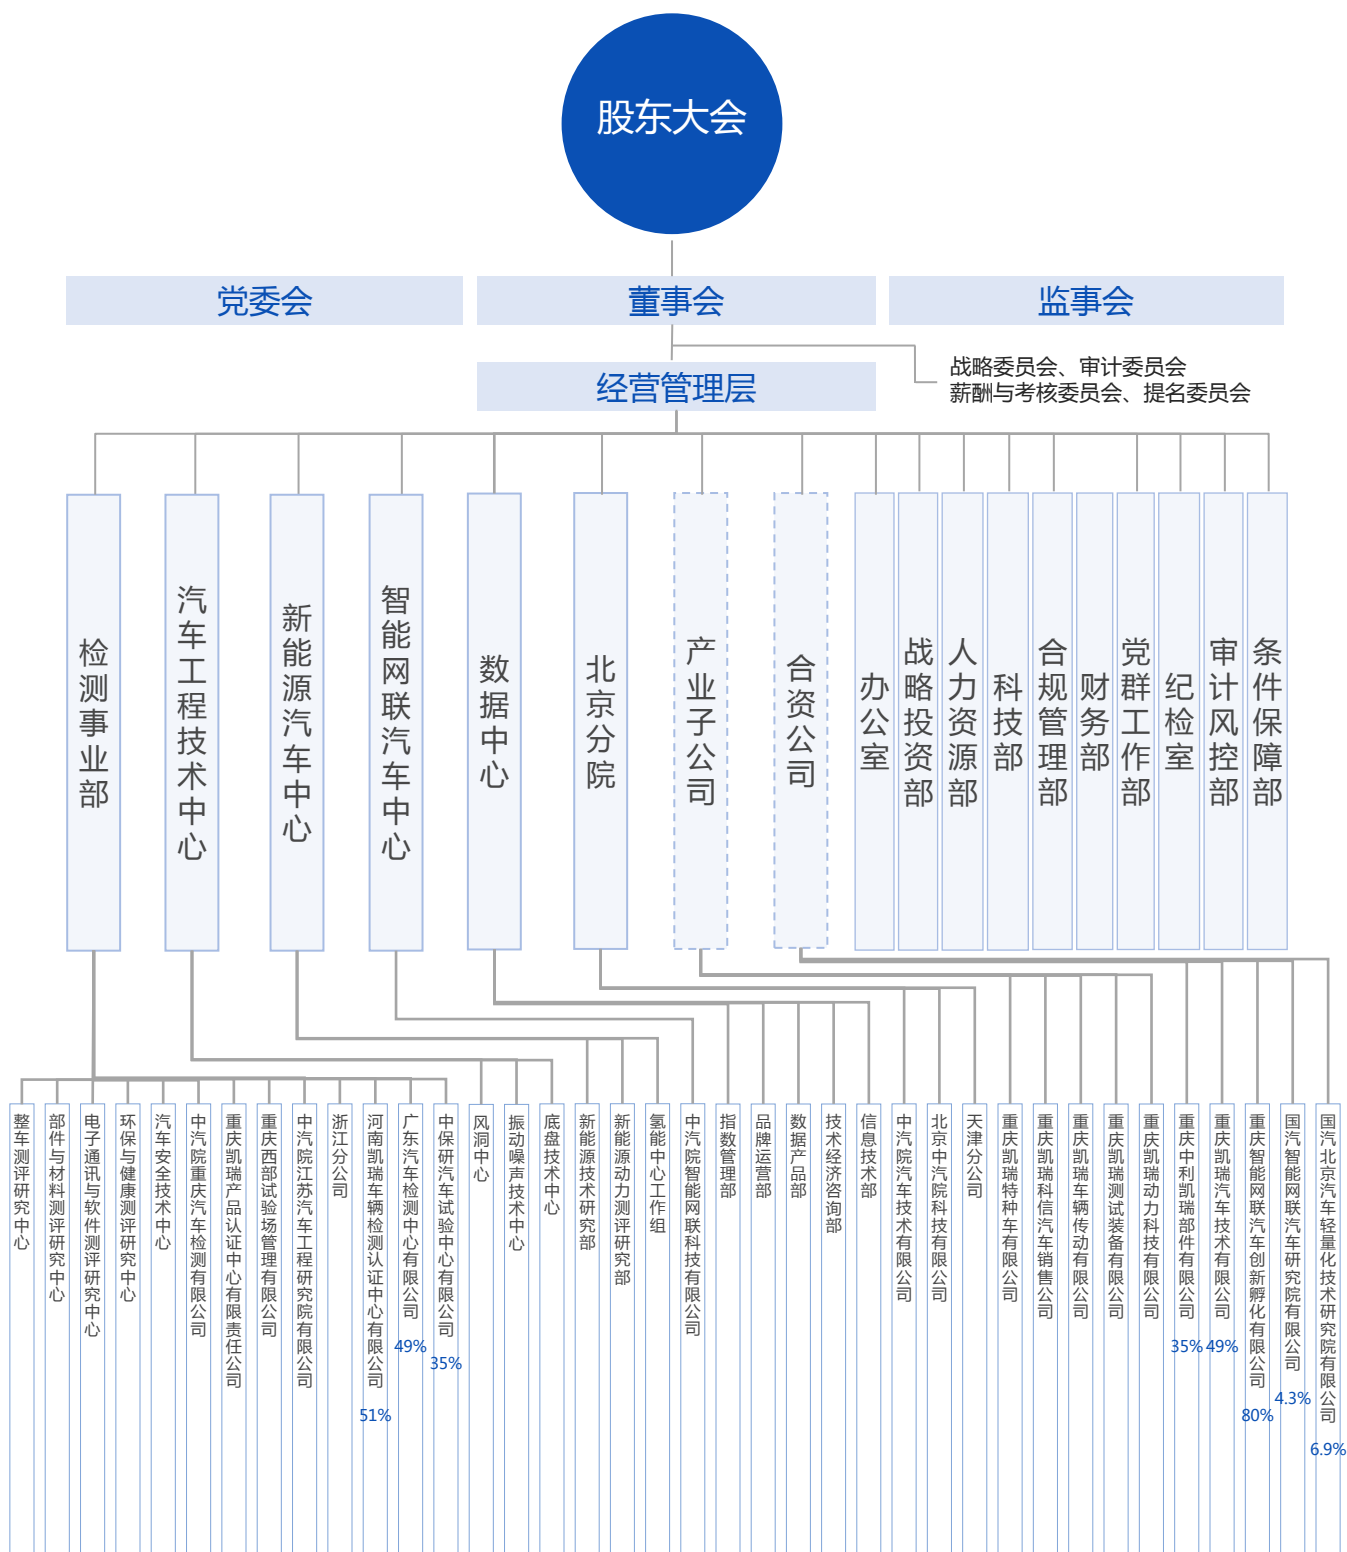 股东大会
党委会
董事会
监事会
战略委员会、审计委员会
薪酬与考核委员会、提名委员会
经营管理层
检测事业部
汽车工程技术中心
新能源汽车中心
智能网联汽车中心
数据中心
北京分院
产业子公司
合资公司
办公室
战略投资部
人力资源部
科技部
合规管理部
财务部
党群工作部
纪检室
审计风控部
条件保障部
整车测评研究中心
部件与材料测评研究中心
电子通讯与软件测评研究中心
环保与健康测评研究中心
汽车安全技术中心
中汽院重庆汽车检测有限公司
重庆凯瑞产品认证中心有限责任公司
重庆西部试验场管理有限公司
中汽院江苏汽车工程研究院有限公司
浙江分公司
河南凯瑞车辆检测认证中心有限公司
51%
广东汽车检测中心有限公司
49%
中保研汽车试验中心有限公司
35%
风洞中心
振动噪声技术中心
底盘技术中心
新能源技术研究部
新能源动力测评研究部
氢能中心工作组
中汽院智能网联科技有限公司
指数管理部
品牌运营部
数据产品部
技术经济咨询部
信息技术部
中汽院汽车技术有限公司
北京中汽院科技有限公司
天津分公司
重庆凯瑞特种车有限公司
重庆凯瑞科信汽车销售公司
重庆凯瑞车辆传动有限公司
重庆凯瑞测试装备有限公司
重庆凯瑞动力科技有限公司
重庆中利凯瑞部件有限公司
35%
重庆凯瑞汽车技术有限公司
49%
重庆智能网联汽车创新孵化有限公司
80%
国汽智能网联汽车研究院有限公司
4.3%
国汽北京汽车轻量化技术研究院有限公司
6.9%